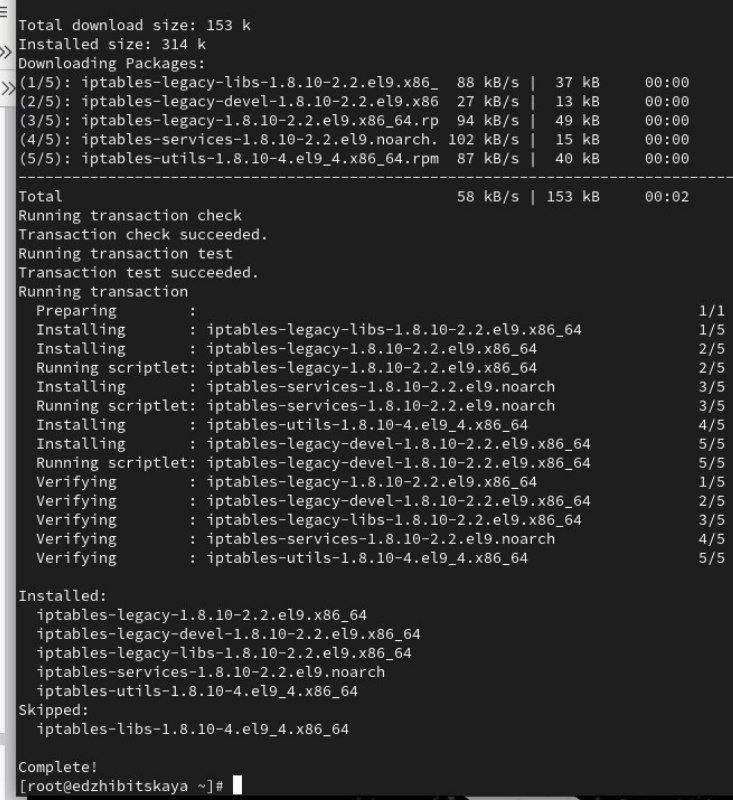 Total download size: 153 k
Installed size: 314 k
Downloading Packages:
(1/5): iptables-legacy-libs-1.8.10-2.2.el9.x86_  88 kB/s |  37 kB     00:00
(2/5): iptables-legacy-devel-1.8.10-2.2.el9.x86  27 kB/s |  13 kB     00:00
(3/5): iptables-legacy-1.8.10-2.2.el9.x86_64.rp  94 kB/s |  49 kB     00:00
(4/5): iptables-services-1.8.10-2.2.el9.noarch. 102 kB/s |  15 kB     00:00
(5/5): iptables-utils-1.8.10-4.el9_4.x86_64.rpm  87 kB/s |  40 kB     00:00
--------------------------------------------------------------------------------
Total                                            58 kB/s | 153 kB     00:02
Running transaction check
Transaction check succeeded.
Running transaction test
Transaction test succeeded.
Running transaction
  Preparing        :                                                        1/1
  Installing       : iptables-legacy-libs-1.8.10-2.2.el9.x86_64             1/5
  Installing       : iptables-legacy-1.8.10-2.2.el9.x86_64                  2/5
  Running scriptlet: iptables-legacy-1.8.10-2.2.el9.x86_64                  2/5
  Installing       : iptables-services-1.8.10-2.2.el9.noarch                3/5
  Running scriptlet: iptables-services-1.8.10-2.2.el9.noarch                3/5
  Installing       : iptables-utils-1.8.10-4.el9_4.x86_64                   4/5
  Installing       : iptables-legacy-devel-1.8.10-2.2.el9.x86_64            5/5
  Running scriptlet: iptables-legacy-devel-1.8.10-2.2.el9.x86_64            5/5
  Verifying        : iptables-legacy-1.8.10-2.2.el9.x86_64                  1/5
  Verifying        : iptables-legacy-devel-1.8.10-2.2.el9.x86_64            2/5
  Verifying        : iptables-legacy-libs-1.8.10-2.2.el9.x86_64             3/5
  Verifying        : iptables-services-1.8.10-2.2.el9.noarch                4/5
  Verifying        : iptables-utils-1.8.10-4.el9_4.x86_64                   5/5

Installed:
  iptables-legacy-1.8.10-2.2.el9.x86_64
  iptables-legacy-devel-1.8.10-2.2.el9.x86_64
  iptables-legacy-libs-1.8.10-2.2.el9.x86_64
  iptables-services-1.8.10-2.2.el9.noarch
  iptables-utils-1.8.10-4.el9_4.x86_64
Skipped:
  iptables-libs-1.8.10-4.el9_4.x86_64

Complete!
[root@edzhibitskaya ~]#